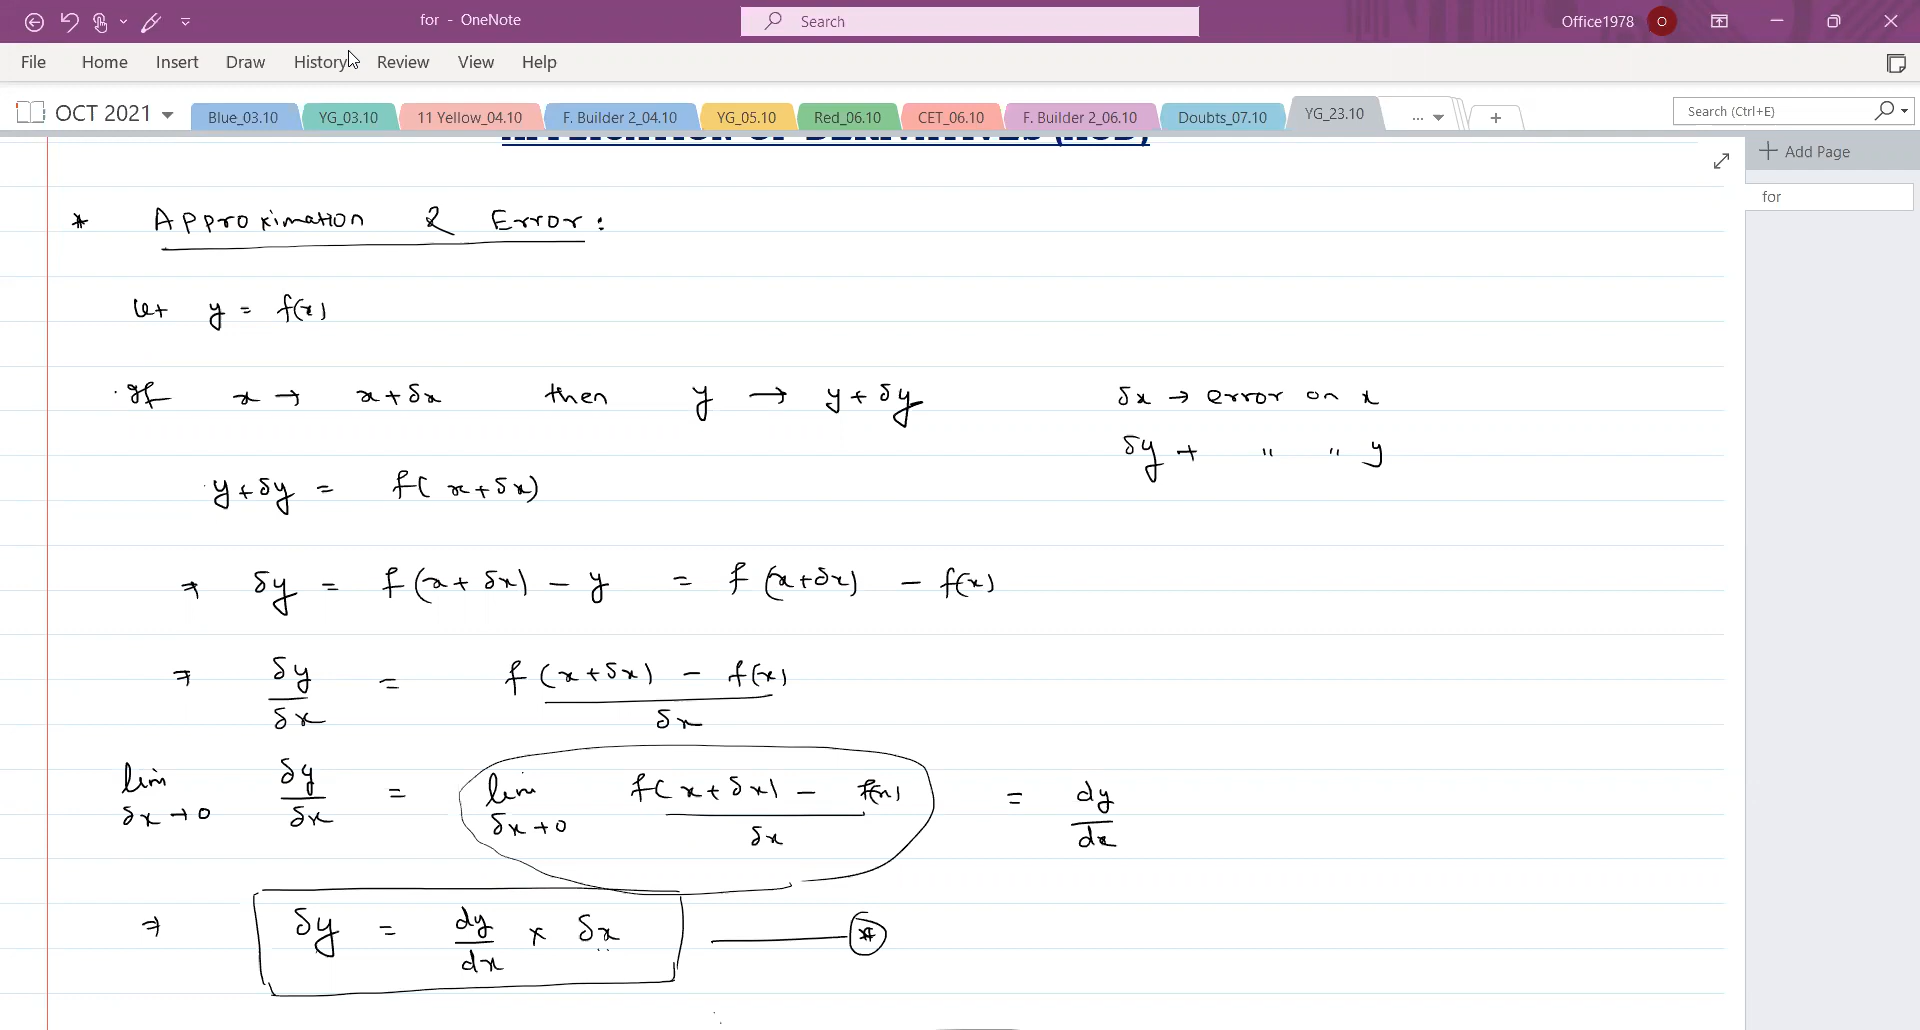 for - OneNote
Search
Office1978
O
File Home Insert Draw History Review View Help
OCT 2021
Blue_03.10 YG_03.10 11 Yellow_04.10 F. Builder 2_04.10 YG_05.10 Red_06.10 CET_06.10 F. Builder 2_06.10 Doubts_07.10 YG_23.10 ... +
Search (Ctrl+E)
Add Page
for
APPLICATION OF DERIVATIVES (AOD)
* Approximation & Error :
Let y = f(x)
If x → x + δx then y → y + δy δx → error on x
δy → " " y
y + δy = f( x + δx)
⇒ δy = f (x + δx) - y = f (x+δx) - f(x)
⇒ δy/δx = f (x + δx) - f(x)/δx
lim δx→0 δy/δx = lim δx→0 f( x + δx) - f(x)/δx = dy/dx
⇒ δy = dy/dx × δx *